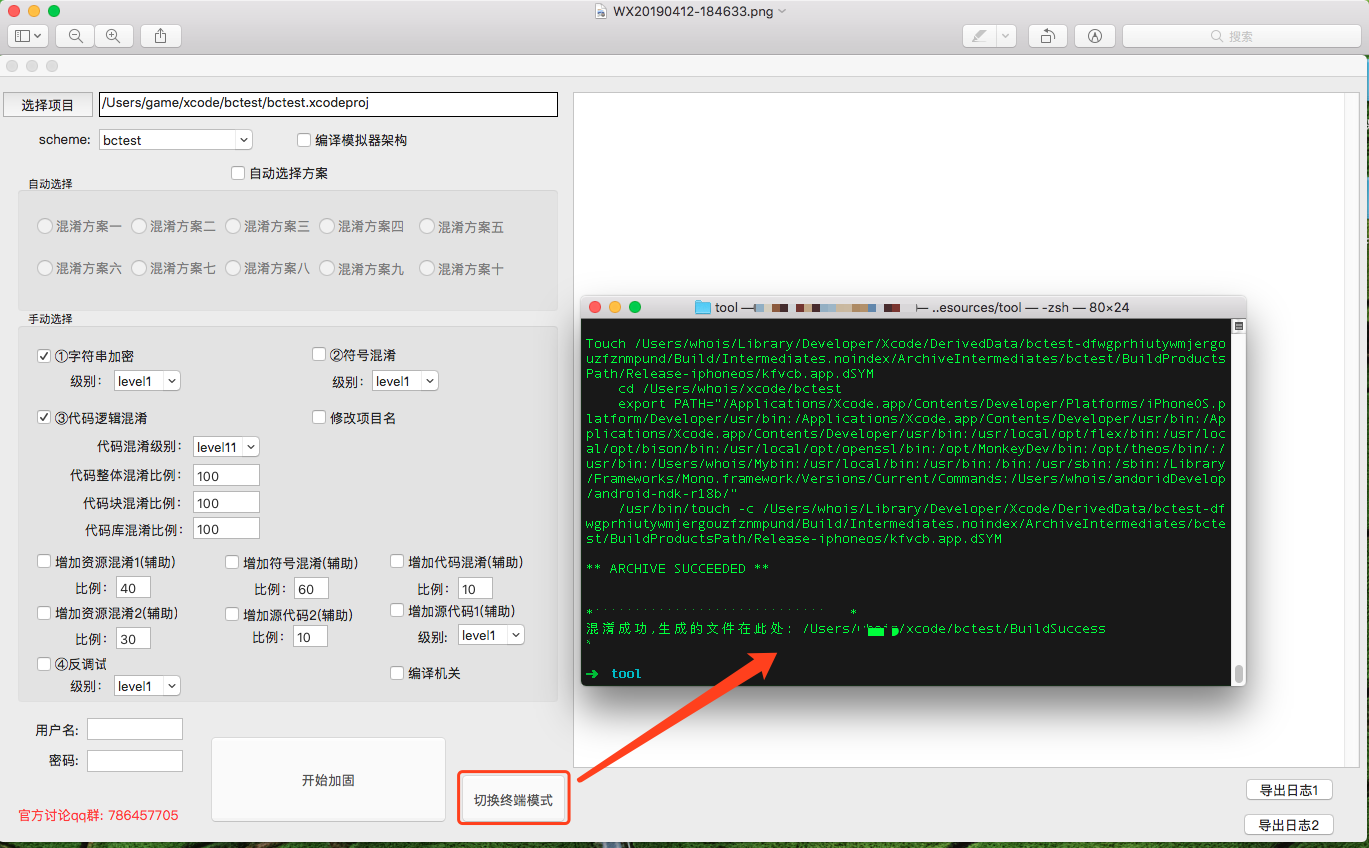 WX20190412-184633.png
搜索
选择项目
/Users/game/xcode/bctest/bctest.xcodeproj
scheme:
bctest
编译模拟器架构
自动选择方案
自动选择
混淆方案一
混淆方案二
混淆方案三
混淆方案四
混淆方案五
混淆方案六
混淆方案七
混淆方案八
混淆方案九
混淆方案十
手动选择
①字符串加密
级别:
level1
②符号混淆
级别:
level1
③代码逻辑混淆
修改项目名
代码混淆级别:
level11
代码整体混淆比例:
100
代码块混淆比例:
100
代码库混淆比例:
100
增加资源混淆1(辅助)
比例:
40
增加符号混淆(辅助)
比例:
60
增加代码混淆(辅助)
比例:
10
增加资源混淆2(辅助)
比例:
30
增加源代码2(辅助)
比例:
10
增加源代码1(辅助)
级别:
level1
④反调试
级别:
level1
编译机关
用户名:
密码:
开始加固
切换终端模式
官方讨论qq群: 786457705
导出日志1
导出日志2
tool — ⊢ ..esources/tool — -zsh — 80×24
Touch /Users/whois/Library/Developer/Xcode/DerivedData/bctest-dfwgprhiutywmjergo
uzfznmpund/Build/Intermediates.noindex/ArchiveIntermediates/bctest/BuildProducts
Path/Release-iphoneos/kfvcb.app.dSYM
cd /Users/whois/xcode/bctest
export PATH="/Applications/Xcode.app/Contents/Developer/Platforms/iPhoneOS.p
latform/Developer/usr/bin:/Applications/Xcode.app/Contents/Developer/usr/bin:/Ap
plications/Xcode.app/Contents/Developer/usr/bin:/usr/local/opt/flex/bin:/usr/loc
al/opt/bison/bin:/usr/local/opt/openssl/bin:/opt/MonkeyDev/bin:/opt/theos/bin/:/
usr/bin:/Users/whois/Mybin:/usr/local/bin:/usr/bin:/bin:/usr/sbin:/sbin:/Library
/Frameworks/Mono.framework/Versions/Current/Commands:/Users/whois/andoridDevelop
/android-ndk-r18b/"
/usr/bin/touch -c /Users/whois/Library/Developer/Xcode/DerivedData/bctest-df
wgprhiutywmjergouzfznmpund/Build/Intermediates.noindex/ArchiveIntermediates/bcte
st/BuildProductsPath/Release-iphoneos/kfvcb.app.dSYM
** ARCHIVE SUCCEEDED **
* *
混淆成功,生成的文件在此处: /Users/ /xcode/bctest/BuildSuccess
➜ tool